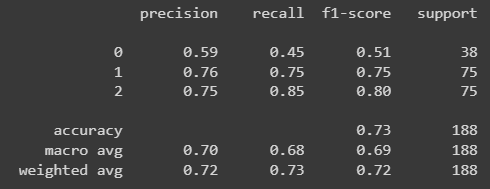 precision recall f1-score support
0 0.59 0.45 0.51 38
1 0.76 0.75 0.75 75
2 0.75 0.85 0.80 75
accuracy 0.73 188
macro avg 0.70 0.68 0.69 188
weighted avg 0.72 0.73 0.72 188